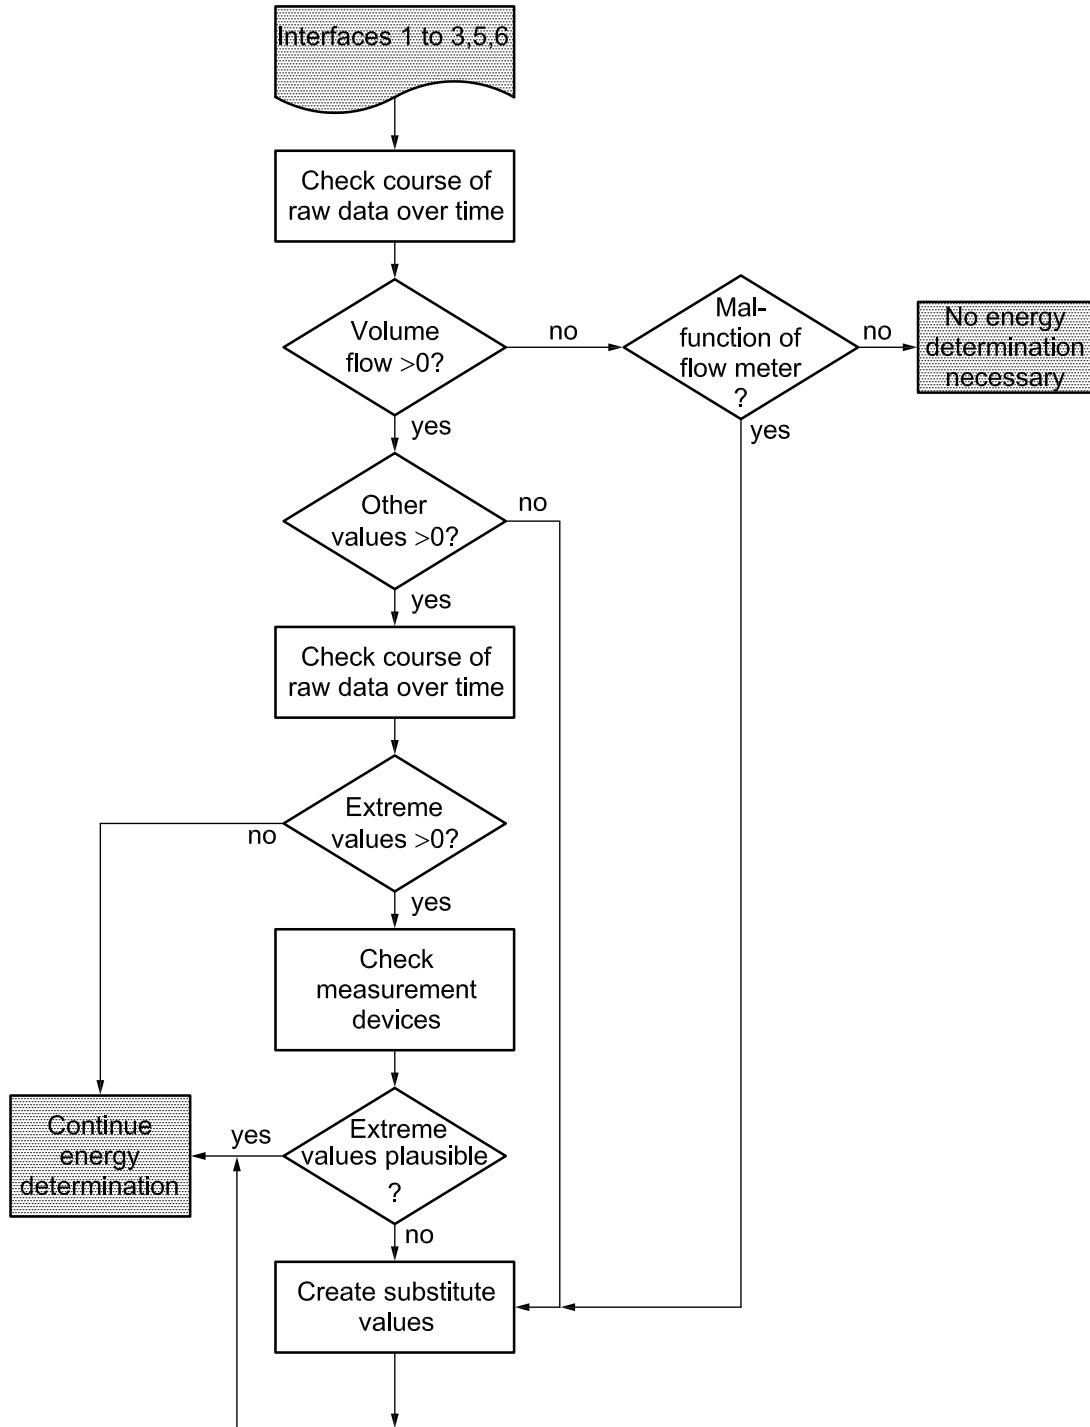 Interfaces 1 to 3,5,6
Check course of
raw data over time
Volume
flow >0?
no
Mal-
function of
flow meter
?
no
No energy
determination
necessary
yes
yes
Other
values >0?
no
yes
Check course of
raw data over time
Extreme
values >0?
no
yes
Check
measurement
devices
Continue
energy
determination
yes
Extreme
values plausible
?
no
Create substitute
values